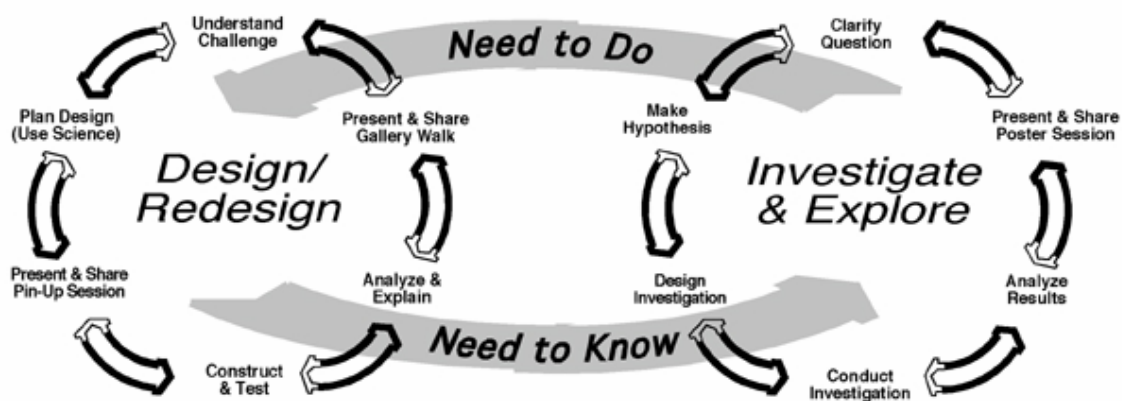 Understand
Challenge
Need to Do
Clarify
Question
Plan Design
(Use Science)
Present & Share
Gallery Walk
Make
Hypothesis
Present & Share
Poster Session
Design/
Redesign
Investigate
& Explore
Present & Share
Pin-Up Session
Analyze &
Explain
Design
Investigation
Analyze
Results
Need to Know
Construct
& Test
Conduct
Investigation